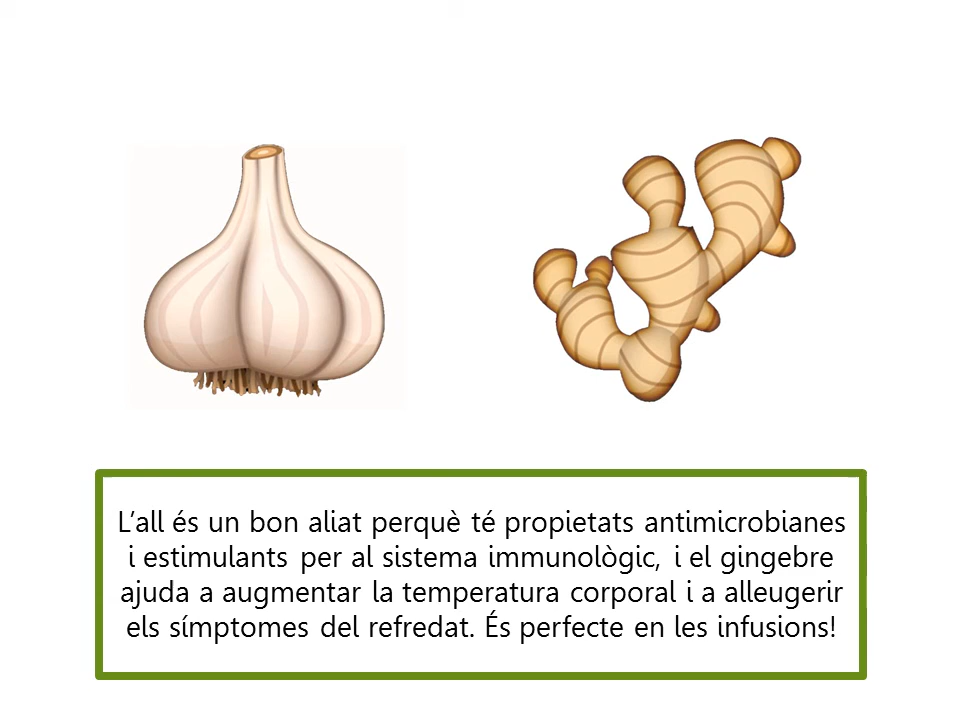 L’all és un bon aliat perquè té propietats antimicrobianes
i estimulants per al sistema immunològic, i el gingebre
ajuda a augmentar la temperatura corporal i a alleugerir
els símptomes del refredat. És perfecte en les infusions!